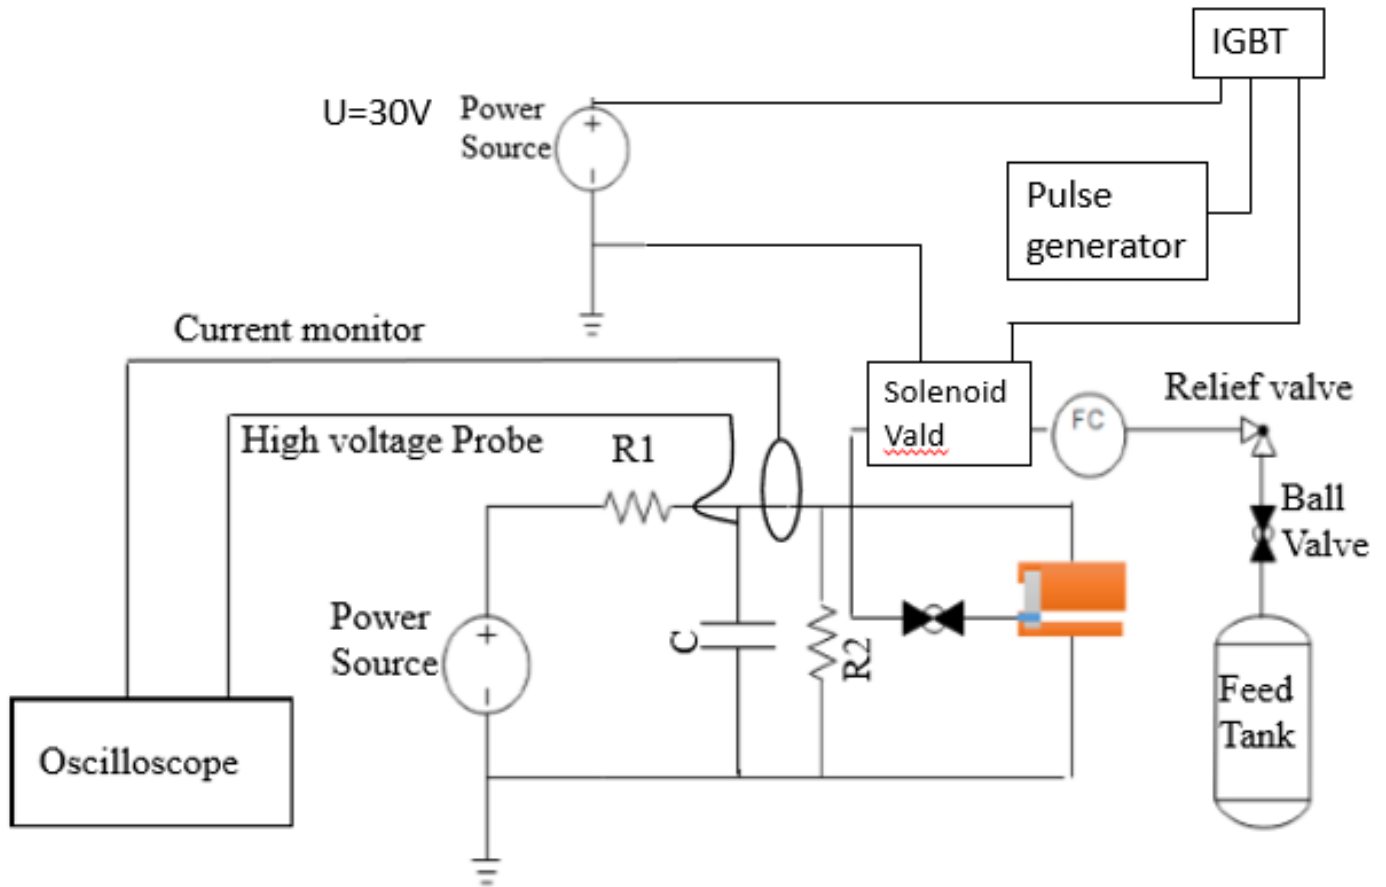 IGBT
U=30V
Power
Source
+
Pulse
generator
Current monitor
Solenoid
Vald
FC
Relief valve
High voltage Probe
R1
Ball
Valve
Power
Source
+
C
R2
Feed
Tank
Oscilloscope